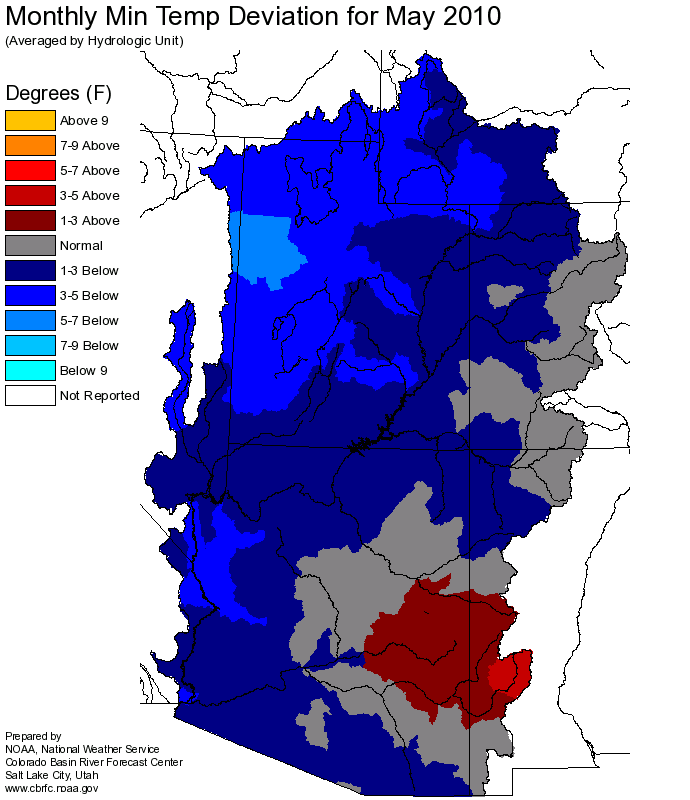 Monthly Min Temp Deviation for May 2010
(Averaged by Hydrologic Unit)
Degrees (F)
Above 9
7-9 Above
5-7 Above
3-5 Above
1-3 Above
Normal
1-3 Below
3-5 Below
5-7 Below
7-9 Below
Below 9
Not Reported
Prepared by
NOAA, National Weather Service
Colorado Basin River Forecast Center
Salt Lake City, Utah
www.cbrfc.noaa.gov